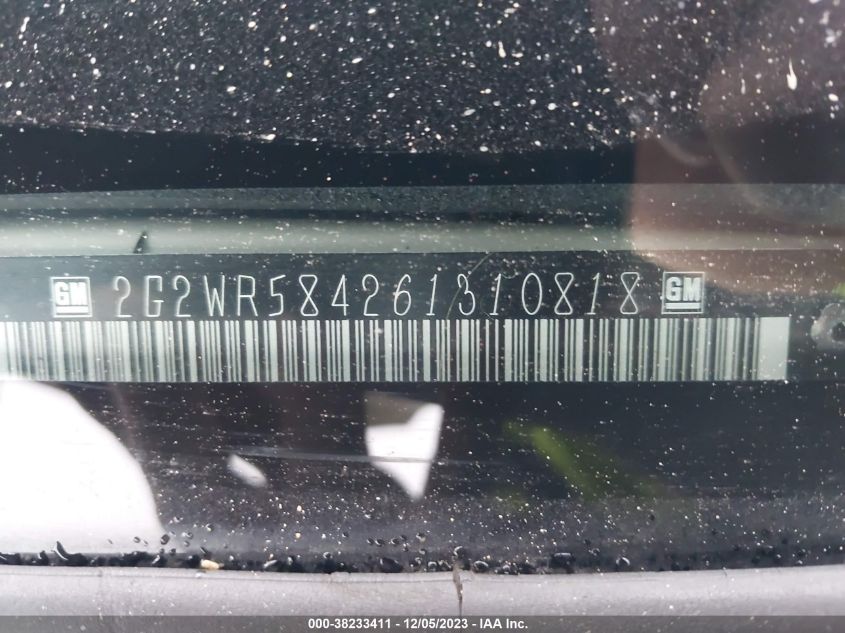 GM 2G2WR584261310818 GM
000-38233411 - 12/05/2023 - IAA Inc.